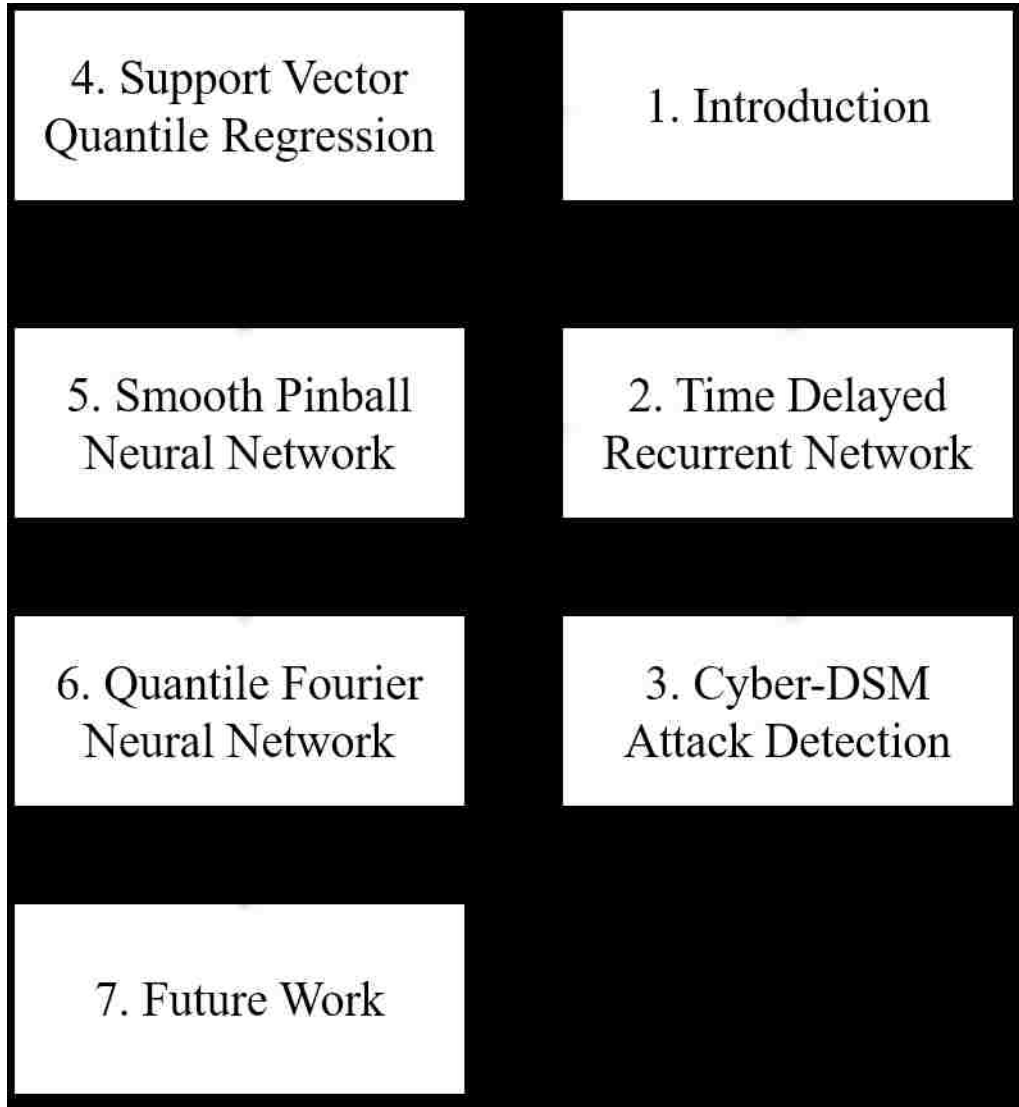 4. Support Vector
Quantile Regression
1. Introduction
5. Smooth Pinball
Neural Network
2. Time Delayed
Recurrent Network
6. Quantile Fourier
Neural Network
3. Cyber-DSM
Attack Detection
7. Future Work